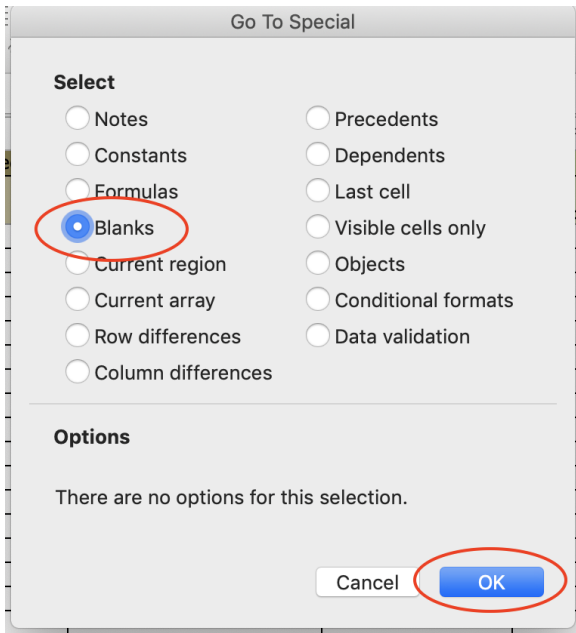 Go To Special
Select
Notes
Constants
Formulas
Blanks
Current region
Current array
Row differences
Column differences
Precedents
Dependents
Last cell
Visible cells only
Objects
Conditional formats
Data validation
Options
There are no options for this selection.
Cancel
OK